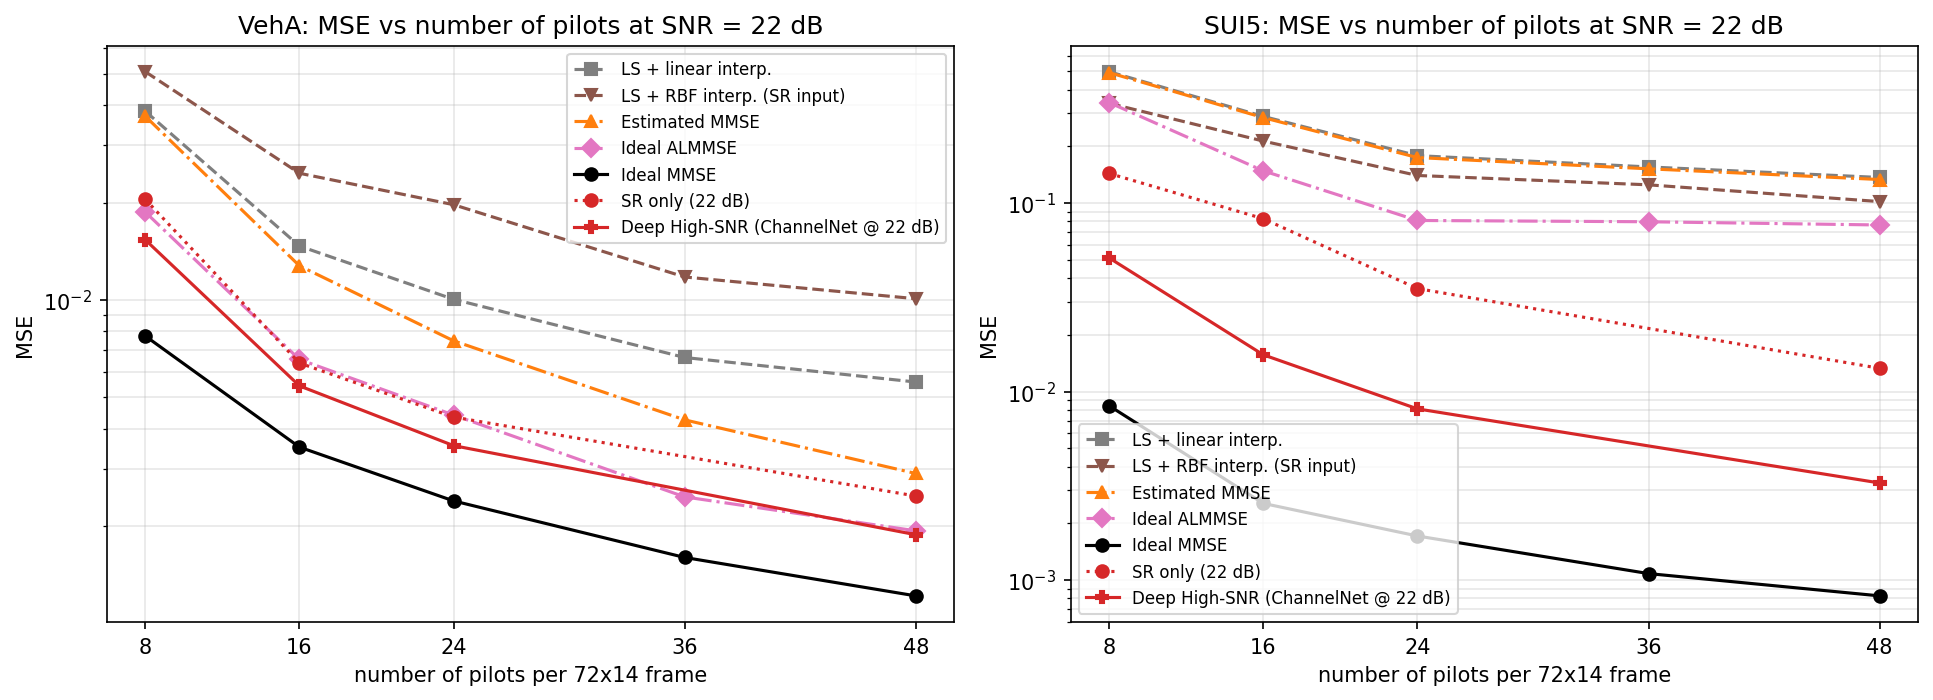 VehA: MSE vs number of pilots at SNR = 22 dB
MSE
10⁻²
8 16 24 36 48
number of pilots per 72x14 frame
LS + linear interp.
LS + RBF interp. (SR input)
Estimated MMSE
Ideal ALMMSE
Ideal MMSE
SR only (22 dB)
Deep High-SNR (ChannelNet @ 22 dB)
SUI5: MSE vs number of pilots at SNR = 22 dB
MSE
10⁻¹
10⁻²
10⁻³
8 16 24 36 48
number of pilots per 72x14 frame
LS + linear interp.
LS + RBF interp. (SR input)
Estimated MMSE
Ideal ALMMSE
Ideal MMSE
SR only (22 dB)
Deep High-SNR (ChannelNet @ 22 dB)